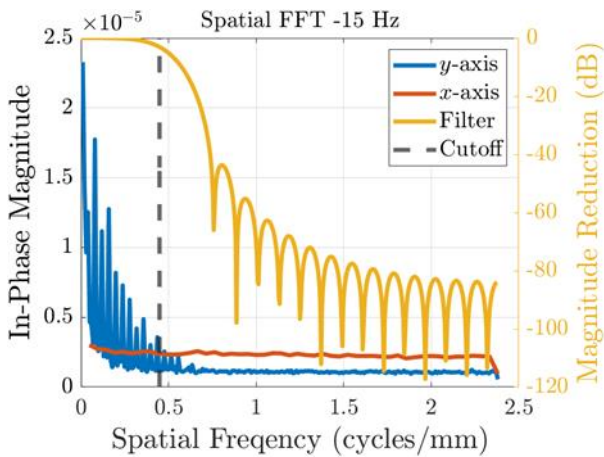 ×10⁻⁵ Spatial FFT -15 Hz
2.5
2
1.5
1
0.5
0
In-Phase Magnitude
y-axis
x-axis
Filter
Cutoff
0
-20
-40
-60
-80
-100
-120
Magnitude Reduction (dB)
0 0.5 1 1.5 2 2.5
Spatial Freqency (cycles/mm)